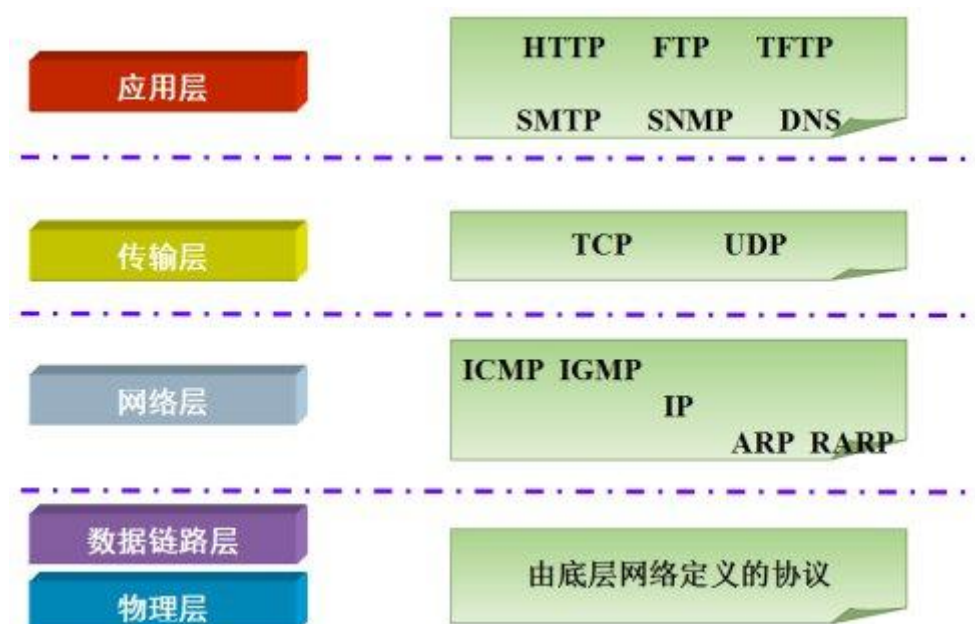 应用层
HTTP FTP TFTP
SMTP SNMP DNS
传输层
TCP UDP
网络层
ICMP IGMP
IP
ARP RARP
数据链路层
物理层
由底层网络定义的协议